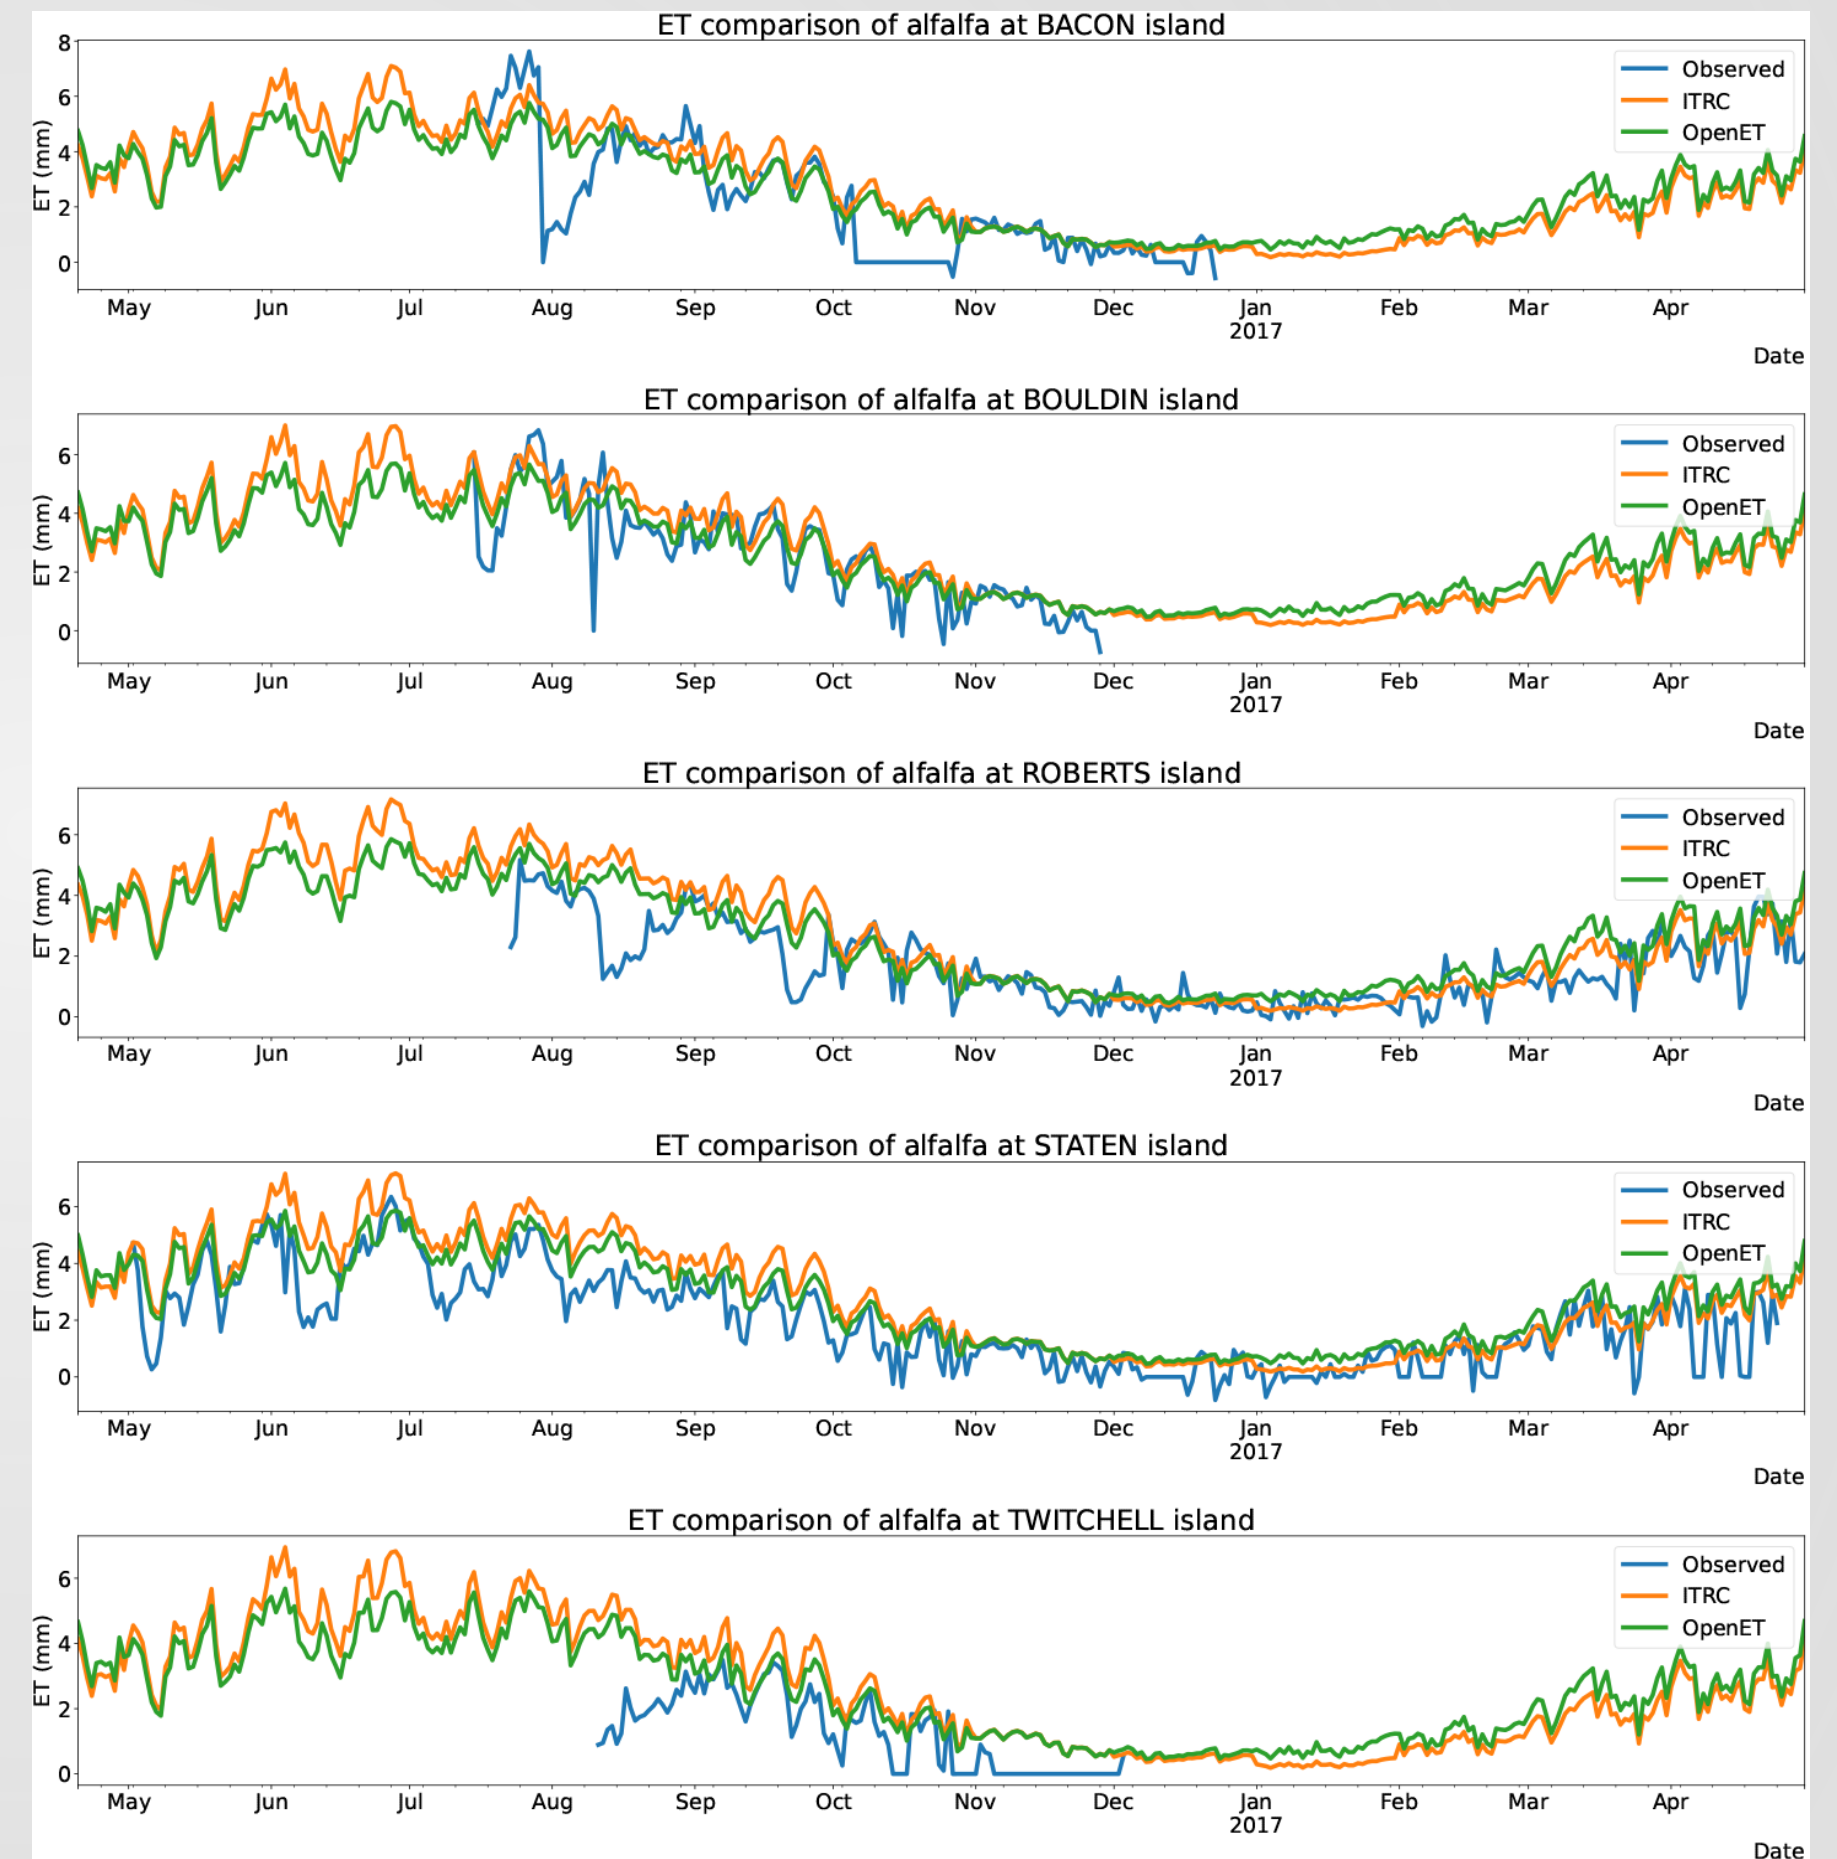 ET comparison of alfalfa at BACON island
Observed
ITRC
OpenET
ET (mm)
8
6
4
2
0
May Jun Jul Aug Sep Oct Nov Dec Jan Feb Mar Apr
2017
Date
ET comparison of alfalfa at BOULDIN island
Observed
ITRC
OpenET
ET (mm)
6
4
2
0
May Jun Jul Aug Sep Oct Nov Dec Jan Feb Mar Apr
2017
Date
ET comparison of alfalfa at ROBERTS island
Observed
ITRC
OpenET
ET (mm)
6
4
2
0
May Jun Jul Aug Sep Oct Nov Dec Jan Feb Mar Apr
2017
Date
ET comparison of alfalfa at STATEN island
Observed
ITRC
OpenET
ET (mm)
6
4
2
0
May Jun Jul Aug Sep Oct Nov Dec Jan Feb Mar Apr
2017
Date
ET comparison of alfalfa at TWITCHELL island
Observed
ITRC
OpenET
ET (mm)
6
4
2
0
May Jun Jul Aug Sep Oct Nov Dec Jan Feb Mar Apr
2017
Date